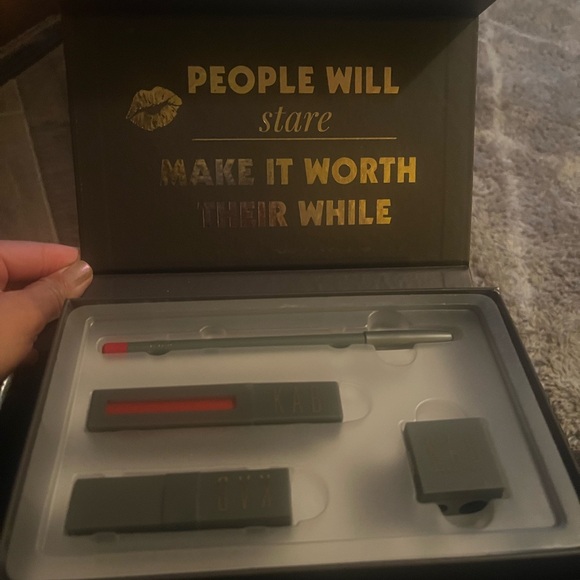 PEOPLE WILL
stare
MAKE IT WORTH
THEIR WHILE